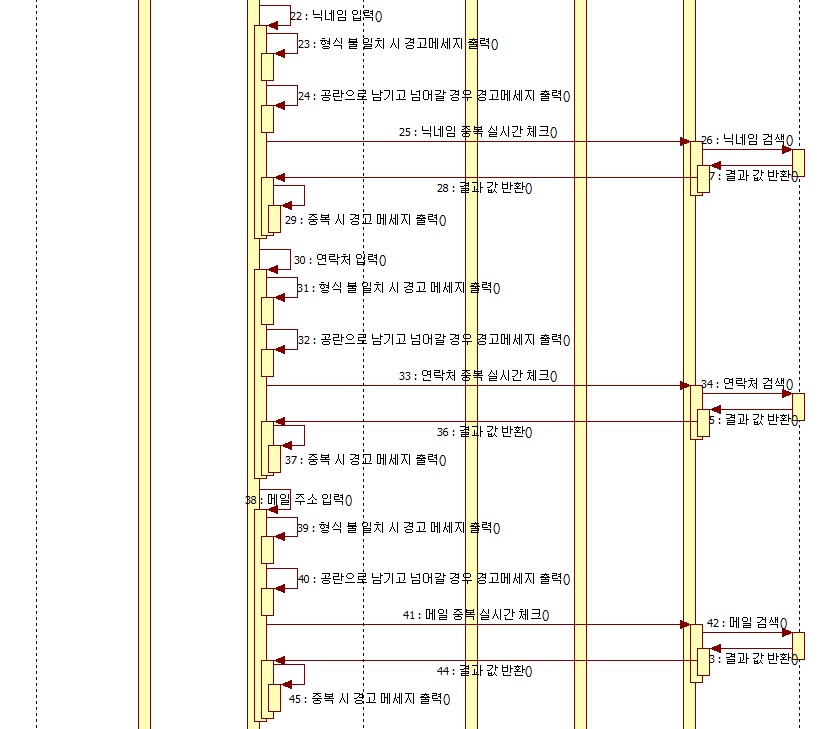 22 : 닉네임 입력()
23 : 형식 불 일치 시 경고메세지 출력()
24 : 공란으로 남기고 넘어갈 경우 경고메세지 출력()
25 : 닉네임 중복 실시간 체크()
26 : 닉네임 검색()
7 : 결과 값 반환()
28 : 결과 값 반환()
29 : 중복 시 경고 메세지 출력()
30 : 연락처 입력()
31 : 형식 불 일치 시 경고 메세지 출력()
32 : 공란으로 남기고 넘어갈 경우 경고메세지 출력()
33 : 연락처 중복 실시간 체크()
34 : 연락처 검색()
5 : 결과 값 반환()
36 : 결과 값 반환()
37 : 중복 시 경고 메세지 출력()
38 : 메일 주소 입력()
39 : 형식 불 일치 시 경고 메세지 출력()
40 : 공란으로 남기고 넘어갈 경우 경고메세지 출력()
41 : 메일 중복 실시간 체크()
42 : 메일 검색()
3 : 결과 값 반환()
44 : 결과 값 반환()
45 : 중복 시 경고 메세지 출력()